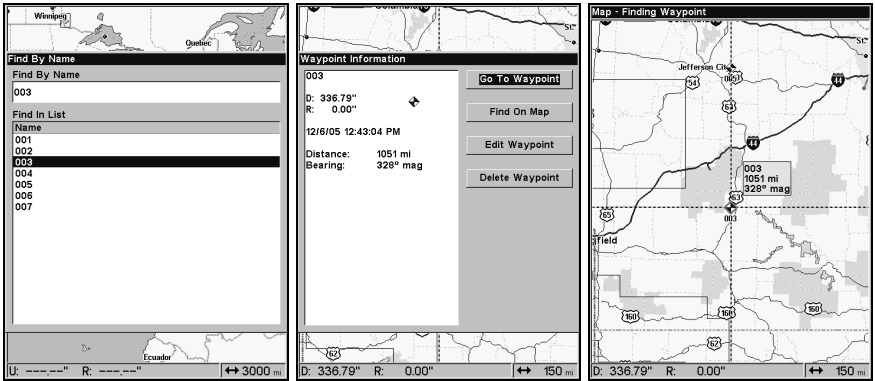 Winnipeg
Quebec
Find By Name
Find By Name
003
Find In List
Name
001
002
003
004
005
006
007
Ecuador
U: ---.--" R: ---.--"
3000 mi
Waypoint Information
003
D: 336.79"
R: 0.00"
12/6/05 12:43:04 PM
Distance: 1051 mi
Bearing: 328° mag
Go To Waypoint
Find On Map
Edit Waypoint
Delete Waypoint
62
D: 336.79" R: 0.00"
150 mi
Map - Finding Waypoint
St.
Jefferson City
54
44
63
44
003
1051 mi
328° mag
63
65
003
field
160
160
160
62
D: 336.79" R: 0.00"
150 mi